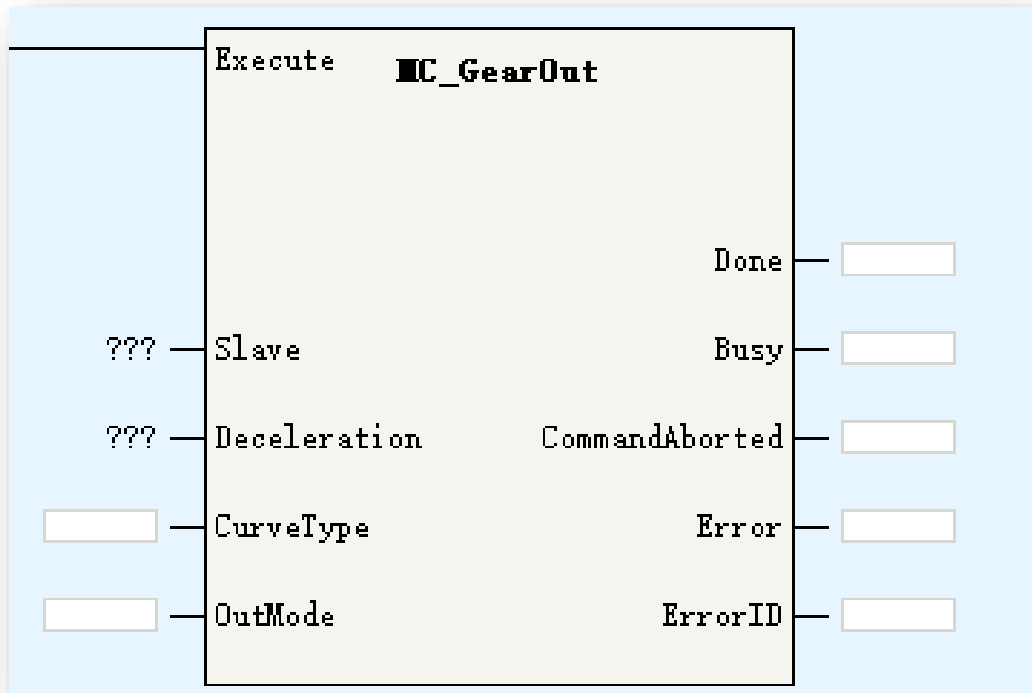 Execute
MC_GearOut
Done
??? Slave Busy
??? Deceleration CommandAborted
CurveType Error
OutMode ErrorID